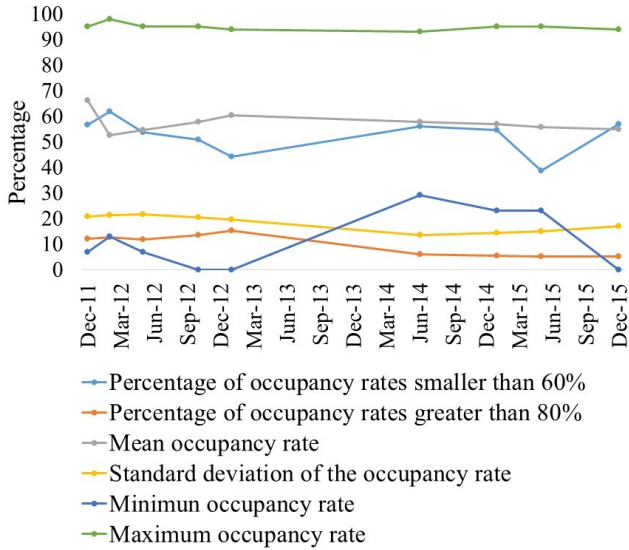 100
90
80
70
60
50
40
30
20
10
0
Percentage
Dec-11
Mar-12
Jun-12
Sep-12
Dec-12
Mar-13
Jun-13
Sep-13
Dec-13
Mar-14
Jun-14
Sep-14
Dec-14
Mar-15
Jun-15
Sep-15
Dec-15
Percentage of occupancy rates smaller than 60%
Percentage of occupancy rates greater than 80%
Mean occupancy rate
Standard deviation of the occupancy rate
Minimun occupancy rate
Maximum occupancy rate